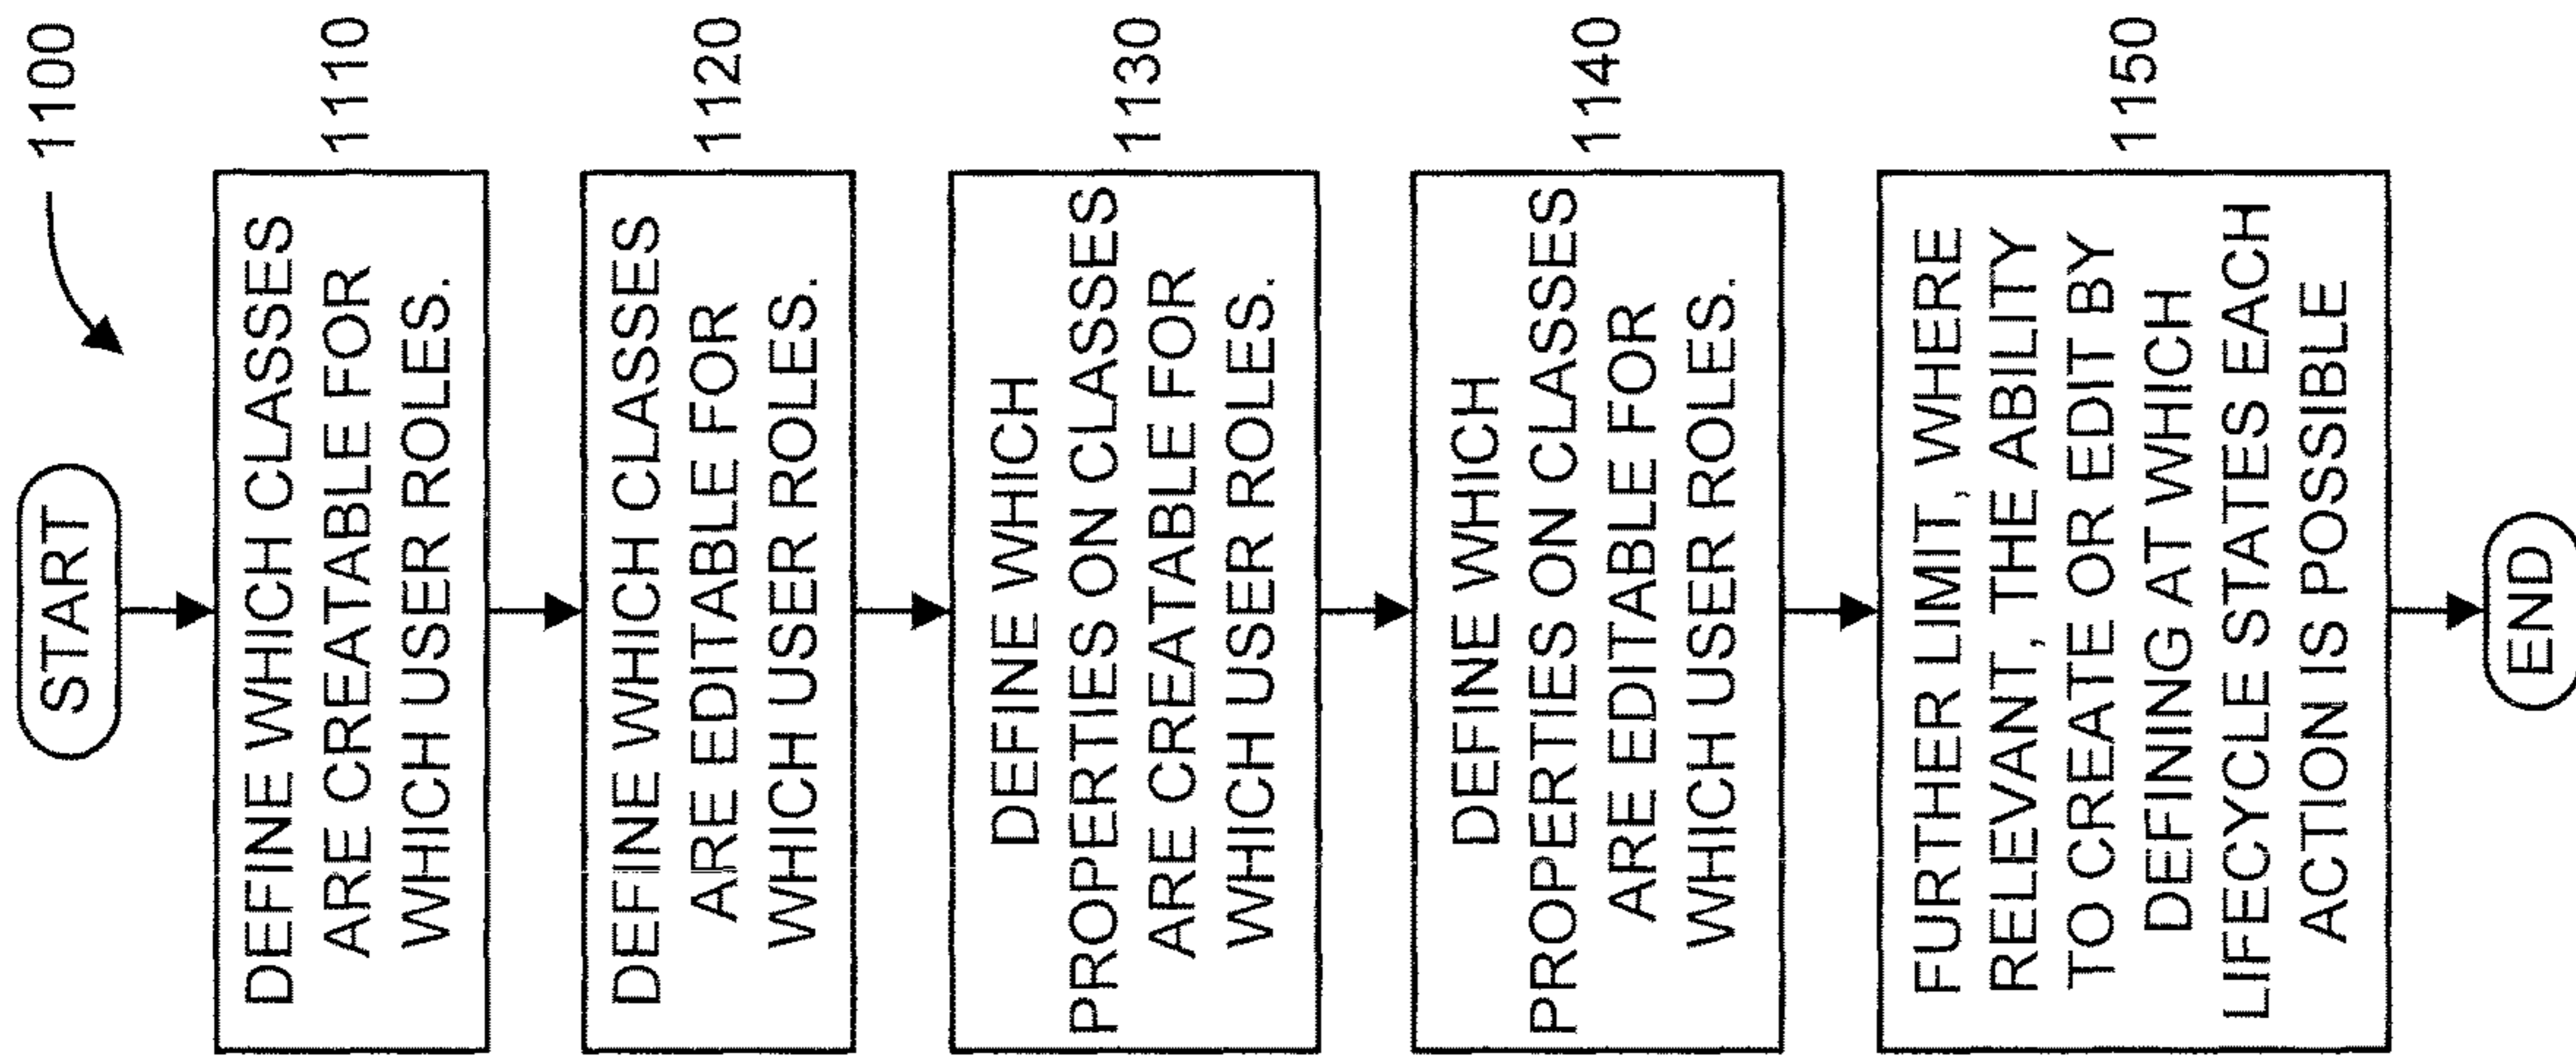 1100
START
DEFINE WHICH CLASSES
ARE CREATABLE FOR
WHICH USER ROLES.
1110
DEFINE WHICH CLASSES
ARE EDITABLE FOR
WHICH USER ROLES.
1120
DEFINE WHICH
PROPERTIES ON CLASSES
ARE CREATABLE FOR
WHICH USER ROLES.
1130
DEFINE WHICH
PROPERTIES ON CLASSES
ARE EDITABLE FOR
WHICH USER ROLES.
1140
FURTHER LIMIT, WHERE
RELEVANT, THE ABILITY
TO CREATE OR EDIT BY
DEFINING AT WHICH
LIFECYCLE STATES EACH
ACTION IS POSSIBLE
1150
END